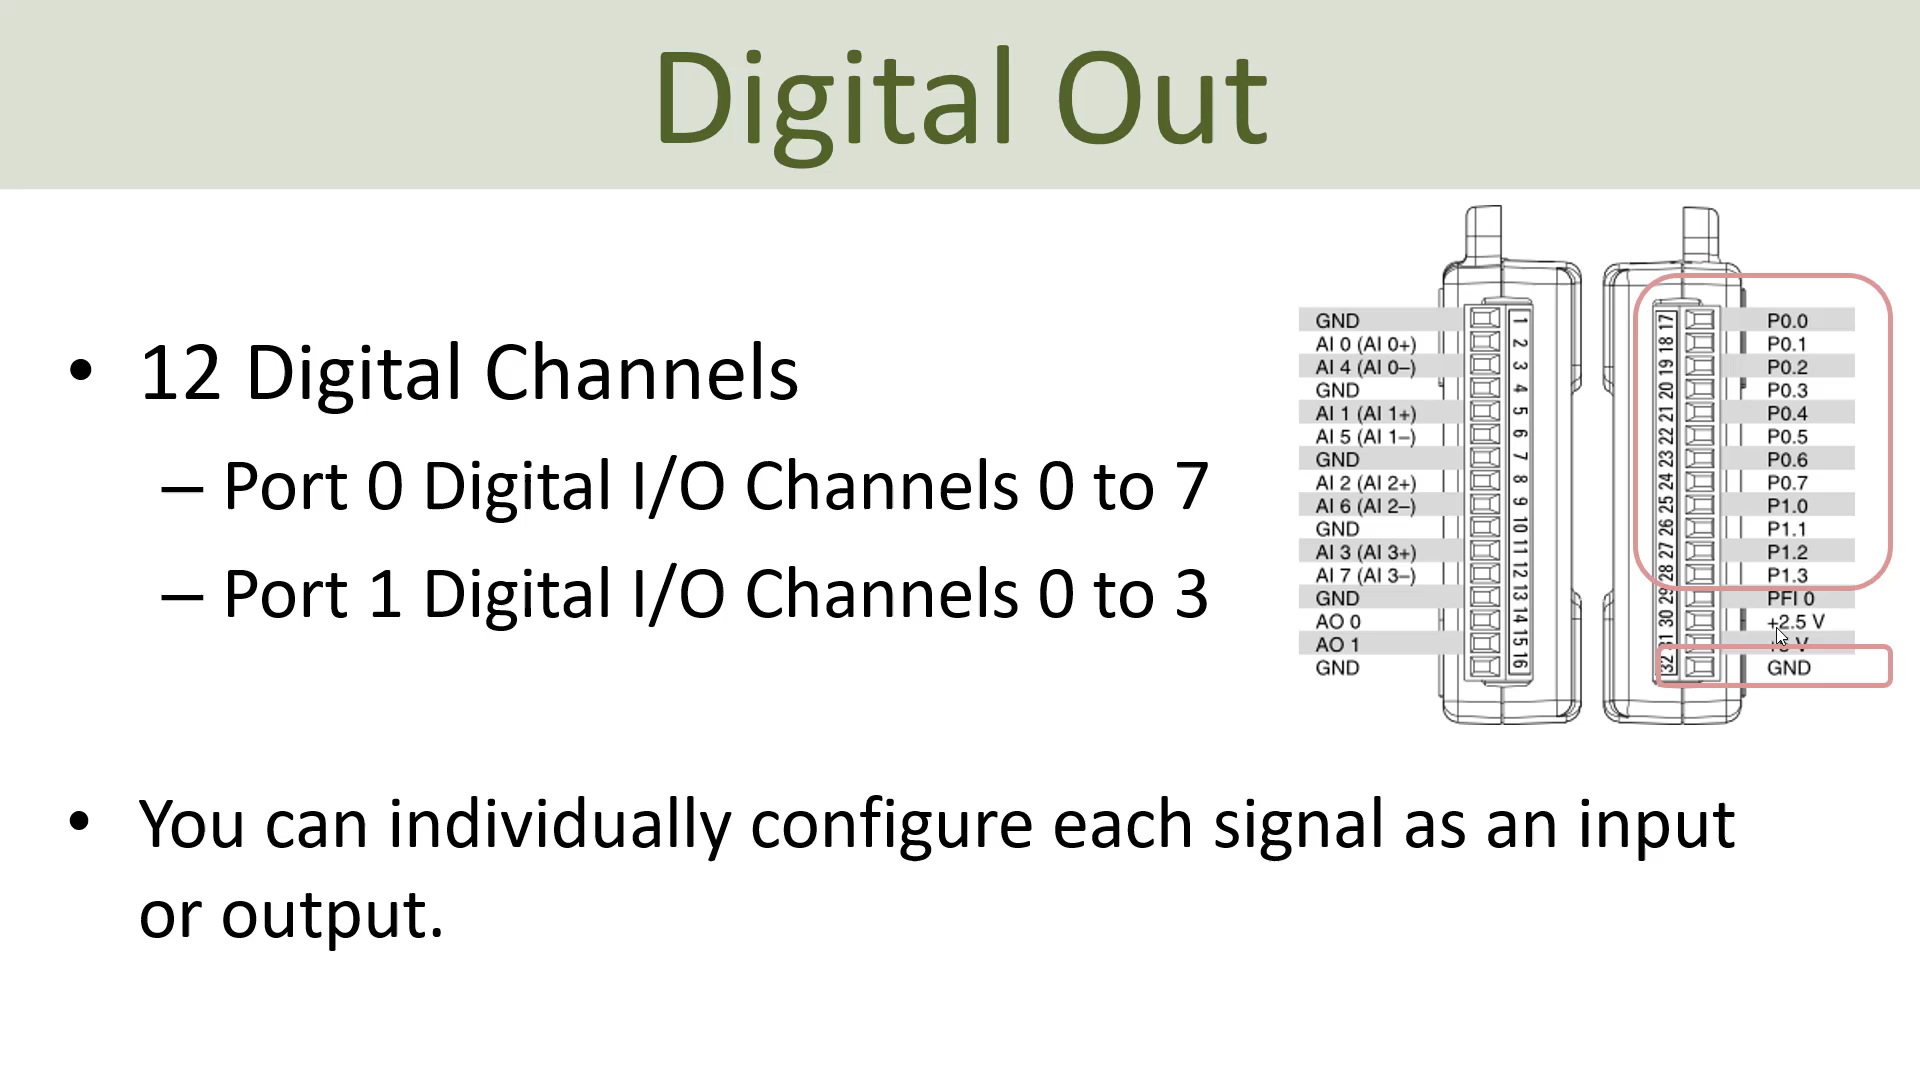 Digital Out
• 12 Digital Channels
– Port 0 Digital I/O Channels 0 to 7
– Port 1 Digital I/O Channels 0 to 3
GND 1
AI 0 (AI 0+) 2
AI 4 (AI 0–) 3
GND 4
AI 1 (AI 1+) 5
AI 5 (AI 1–) 6
GND 7
AI 2 (AI 2+) 8
AI 6 (AI 2–) 9
GND 10
AI 3 (AI 3+) 11
AI 7 (AI 3–) 12
GND 13
AO 0 14
AO 1 15
GND 16
17 P0.0
18 P0.1
19 P0.2
20 P0.3
21 P0.4
22 P0.5
23 P0.6
24 P0.7
25 P1.0
26 P1.1
27 P1.2
28 P1.3
29 PFI 0
30 +2.5 V
31 V
32 GND
• You can individually configure each signal as an input
or output.